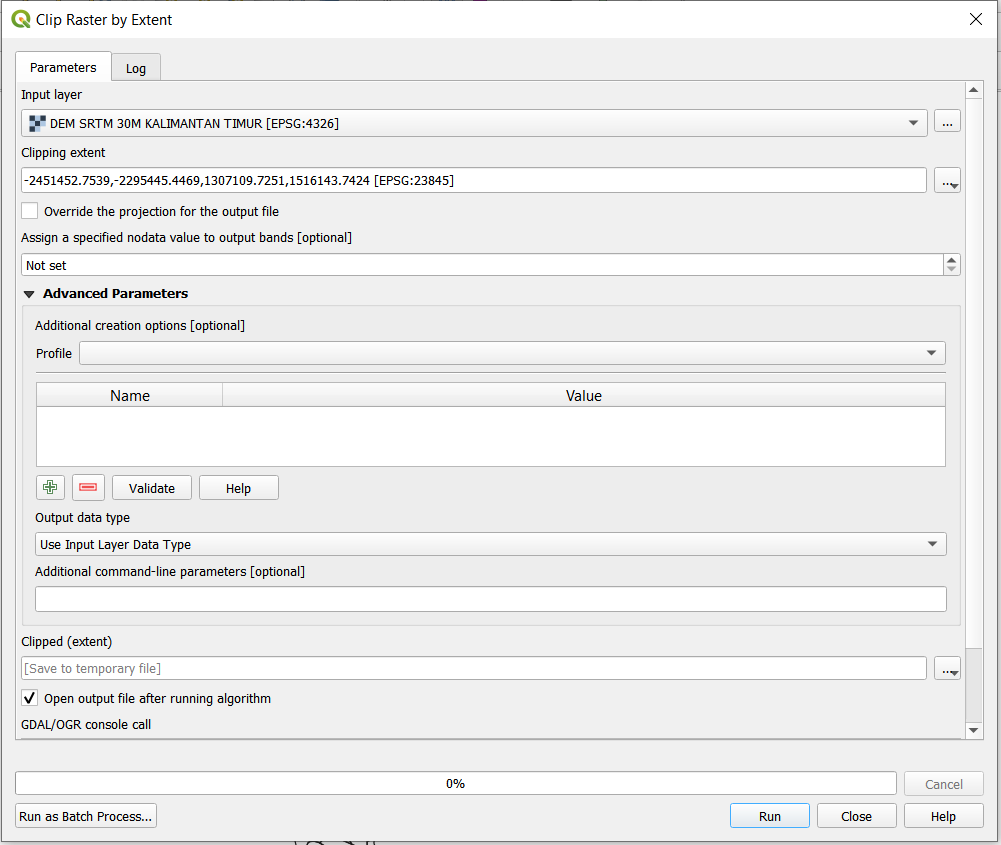 Clip Raster by Extent
Parameters
Log
Input layer
DEM SRTM 30M KALIMANTAN TIMUR [EPSG:4326]
...
Clipping extent
-2451452.7539,-2295445.4469,1307109.7251,1516143.7424 [EPSG:23845]
...
Override the projection for the output file
Assign a specified nodata value to output bands [optional]
Not set
Advanced Parameters
Additional creation options [optional]
Profile
Name Value
Validate Help
Output data type
Use Input Layer Data Type
Additional command-line parameters [optional]
Clipped (extent)
[Save to temporary file]
...
Open output file after running algorithm
GDAL/OGR console call
0%
Cancel
Run as Batch Process...
Run Close Help